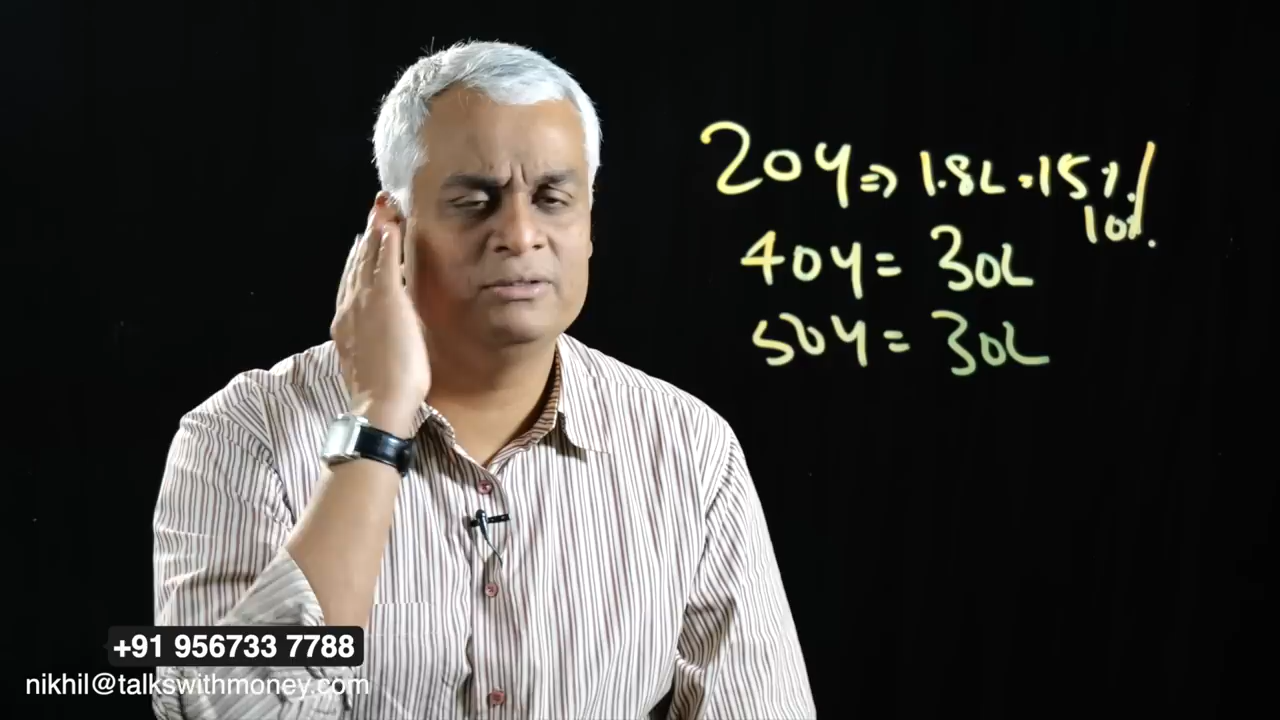 20Y => 1.8L = 15%
10%.
40Y = 30L
50Y = 30L
+91 956733 7788
nikhil@talkswithmoney.com